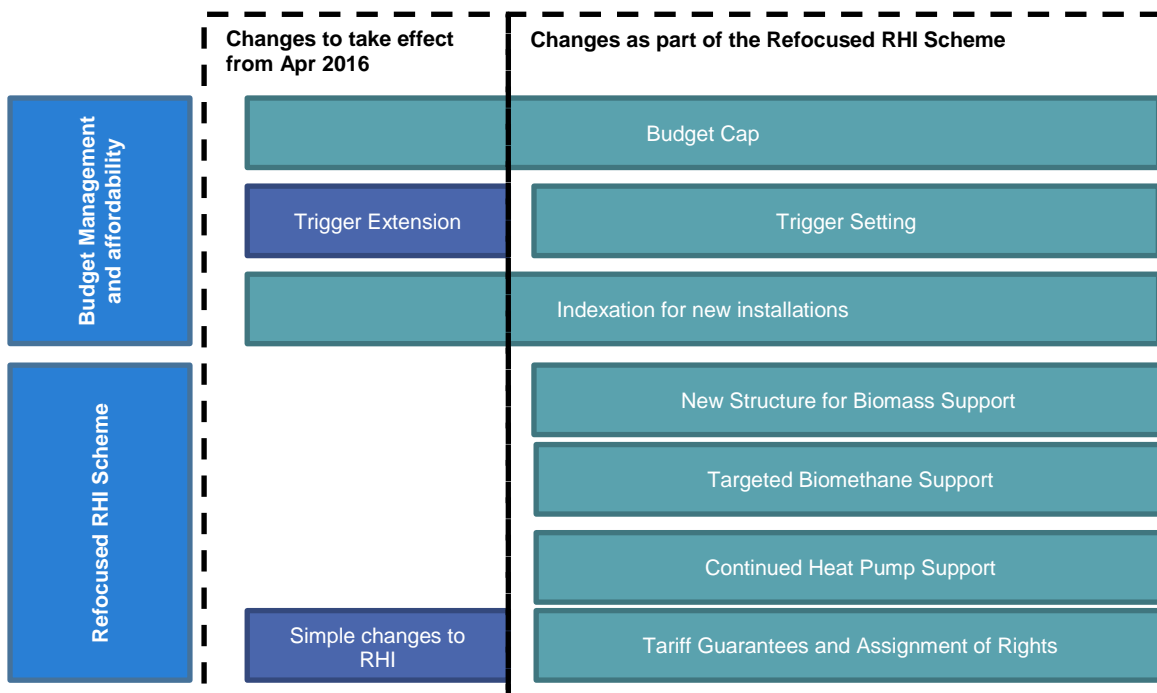 Changes to take effect
from Apr 2016
Changes as part of the Refocused RHI Scheme
Budget Management
and affordability
Budget Cap
Trigger Extension
Trigger Setting
Indexation for new installations
Refocused RHI Scheme
New Structure for Biomass Support
Targeted Biomethane Support
Continued Heat Pump Support
Simple changes to
RHI
Tariff Guarantees and Assignment of Rights